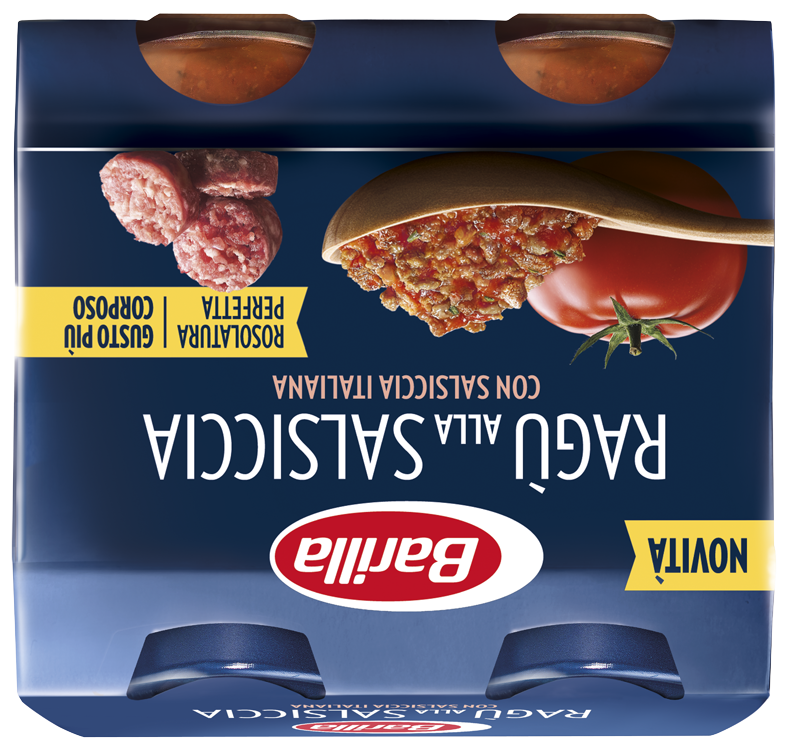 Barilla
RAGÙ ALLA SALSICCIA
CON SALSICCIA ITALIANA
NOVITÀ
Barilla
RAGÙ ALLA SALSICCIA
CON SALSICCIA ITALIANA
ROSOLATURA
PERFETTA
GUSTO PIÙ
CORPOSO